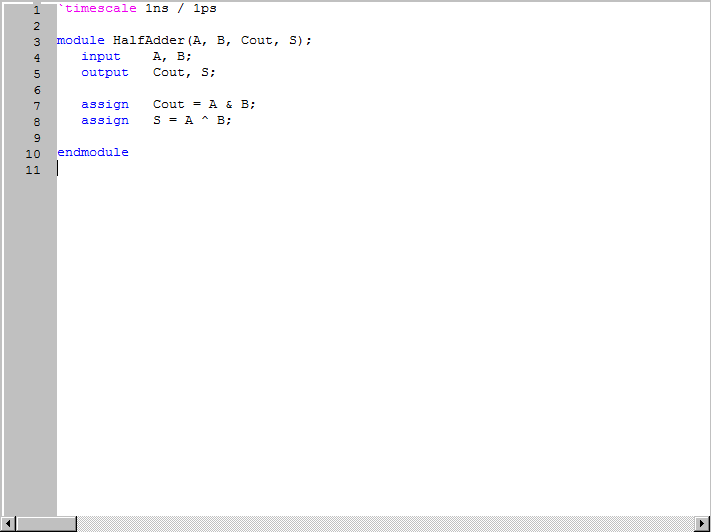 1 `timescale 1ns / 1ps
2
3 module HalfAdder(A, B, Cout, S);
4    input    A, B;
5    output   Cout, S;
6
7    assign   Cout = A & B;
8    assign   S = A ^ B;
9
10 endmodule
11